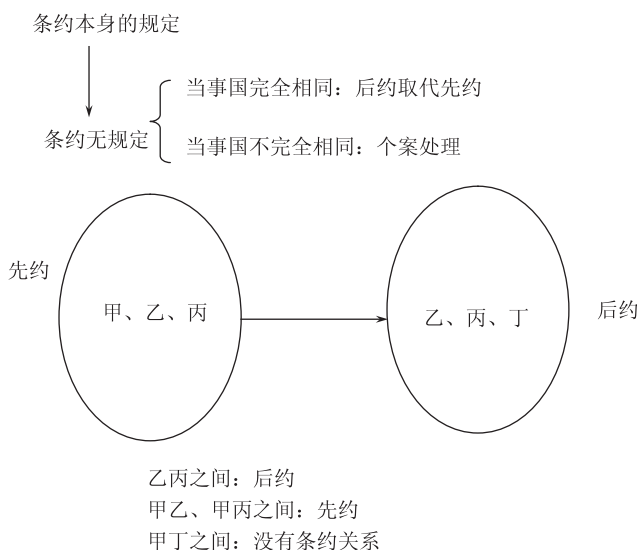 条约本身的规定
当事国完全相同：后约取代先约
条约无规定
当事国不完全相同：个案处理
先约
甲、乙、丙
乙、丙、丁
后约
乙丙之间：后约
甲乙、甲丙之间：先约
甲丁之间：没有条约关系